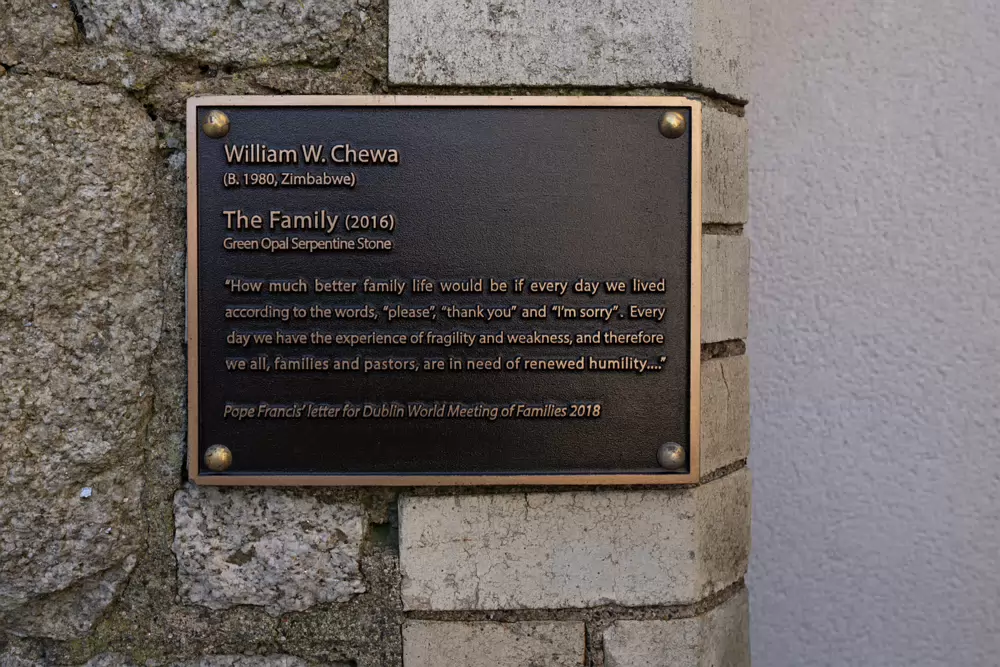 William W. Chewa
(B. 1980, Zimbabwe)
The Family (2016)
Green Opal Serpentine Stone
“How much better family life would be if every day we lived
according to the words, “please”, “thank you” and “I’m sorry”. Every
day we have the experience of fragility and weakness, and therefore
we all, families and pastors, are in need of renewed humility....”
Pope Francis’ letter for Dublin World Meeting of Families 2018